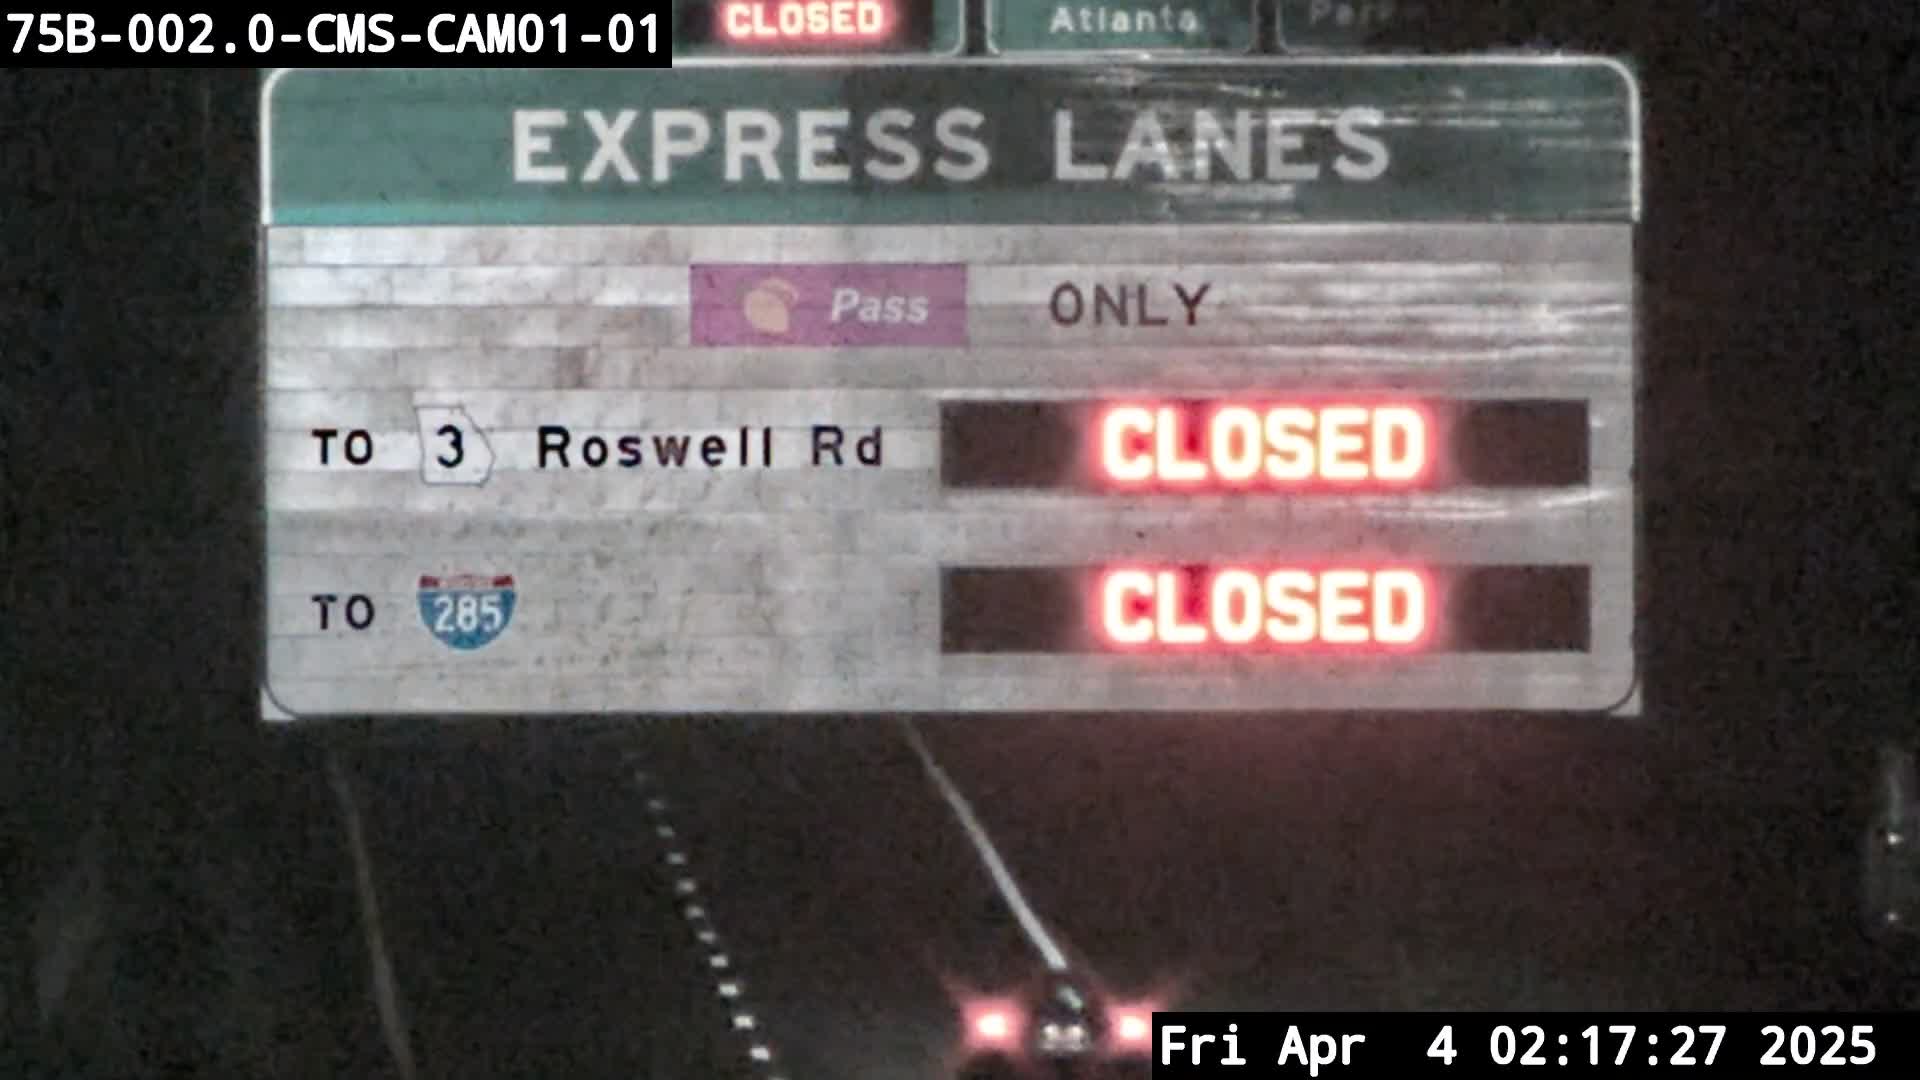 75B-002.0-CMS-CAM01-01
CLOSED
Atlanta
EXPRESS LANES
Pass ONLY
TO 3 Roswell Rd CLOSED
TO 285 CLOSED
Fri Apr 4 02:17:27 2025